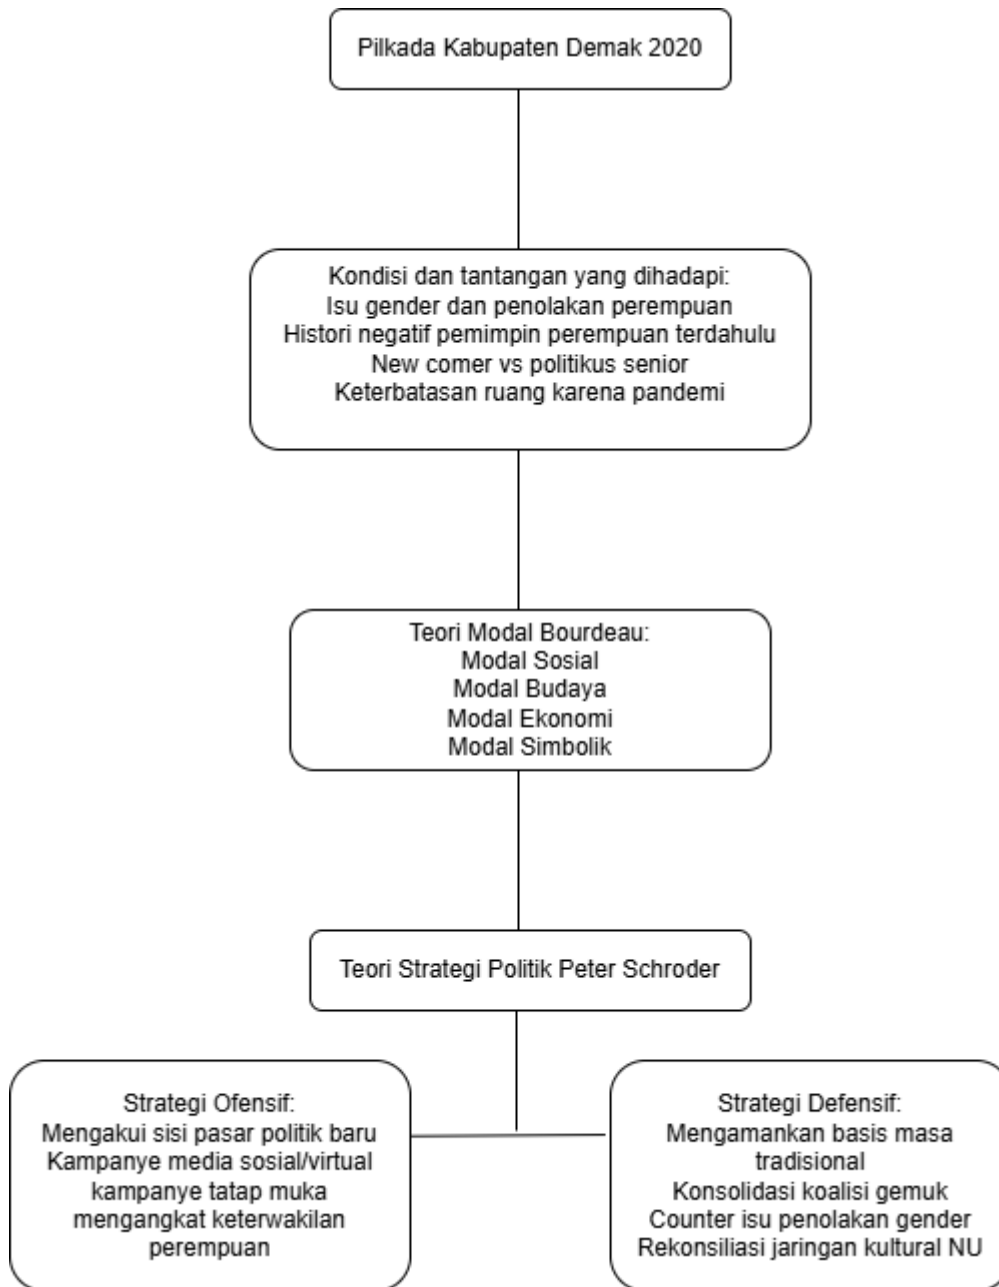 Pilkada Kabupaten Demak 2020
Kondisi dan tantangan yang dihadapi:
Isu gender dan penolakan perempuan
Histori negatif pemimpin perempuan terdahulu
New comer vs politikus senior
Keterbatasan ruang karena pandemi
Teori Modal Bourdeau:
Modal Sosial
Modal Budaya
Modal Ekonomi
Modal Simbolik
Teori Strategi Politik Peter Schroder
Strategi Ofensif:
Mengakui sisi pasar politik baru
Kampanye media sosial/virtual
kampanye tatap muka
mengangkat keterwakilan
perempuan
Strategi Defensif:
Mengamankan basis masa
tradisional
Konsolidasi koalisi gemuk
Counter isu penolakan gender
Rekonsiliasi jaringan kultural NU